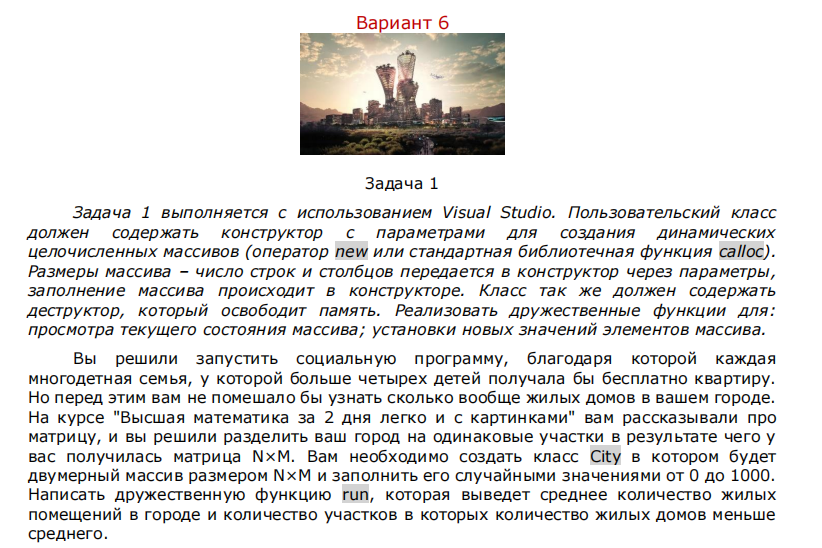 Вариант 6
Задача 1
Задача 1 выполняется с использованием Visual Studio. Пользовательский класс
должен содержать конструктор с параметрами для создания динамических
целочисленных массивов (оператор new или стандартная библиотечная функция calloc).
Размеры массива – число строк и столбцов передается в конструктор через параметры,
заполнение массива происходит в конструкторе. Класс так же должен содержать
деструктор, который освободит память. Реализовать дружественные функции для:
просмотра текущего состояния массива; установки новых значений элементов массива.
Вы решили запустить социальную программу, благодаря которой каждая
многодетная семья, у которой больше четырех детей получала бы бесплатно квартиру.
Но перед этим вам не помешало бы узнать сколько вообще жилых домов в вашем городе.
На курсе "Высшая математика за 2 дня легко и с картинками" вам рассказывали про
матрицу, и вы решили разделить ваш город на одинаковые участки в результате чего у
вас получилась матрица N×M. Вам необходимо создать класс City в котором будет
двумерный массив размером N×M и заполнить его случайными значениями от 0 до 1000.
Написать дружественную функцию run, которая выведет среднее количество жилых
помещений в городе и количество участков в которых количество жилых домов меньше
среднего.